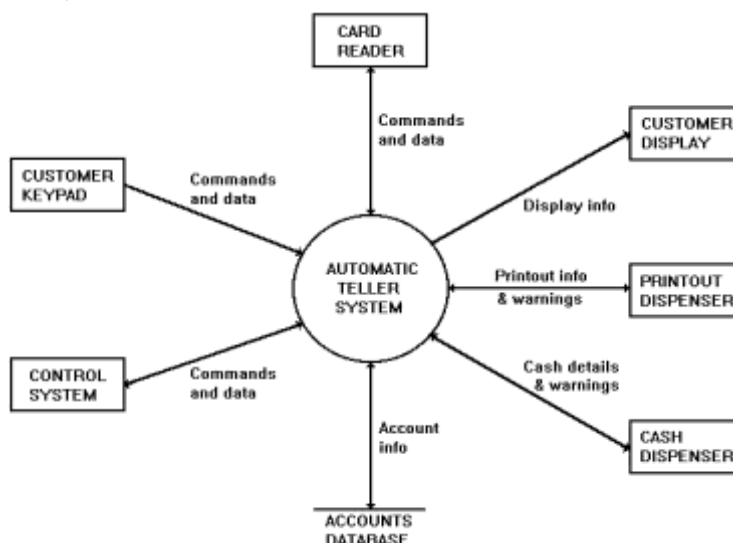 CARD
READER
Commands
and data
CUSTOMER
DISPLAY
CUSTOMER
KEYPAD
Commands
and data
Display info
AUTOMATIC
TELLER
SYSTEM
Printout info
& warnings
PRINTOUT
DISPENSER
CONTROL
SYSTEM
Commands
and data
Cash details
& warnings
Account
info
CASH
DISPENSER
ACCOUNTS
DATABASE